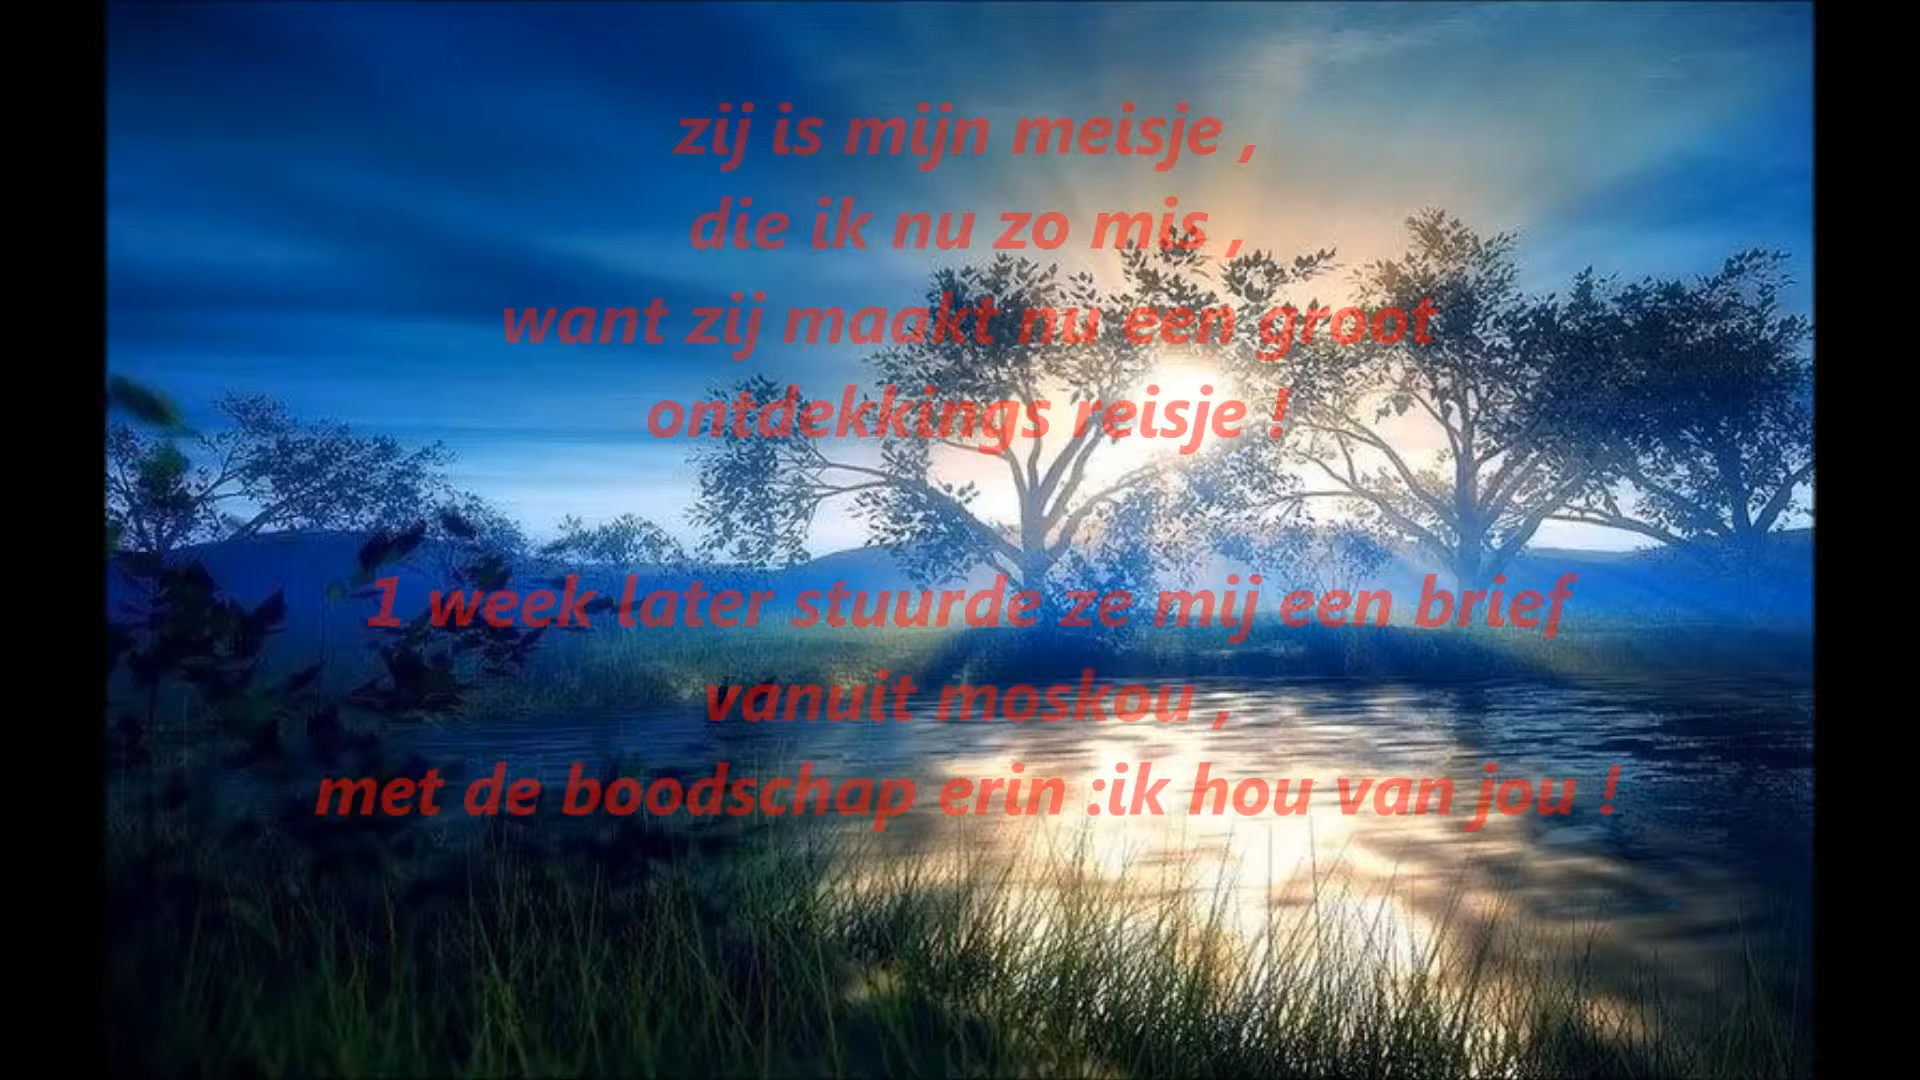 zij is mijn meisje ,
die ik nu zo mis ,
want zij maakt nu een groot
ontdekkings reisje !
1 week later stuurde ze mij een brief
vanuit moskou ,
met de boodschap erin :ik hou van jou !